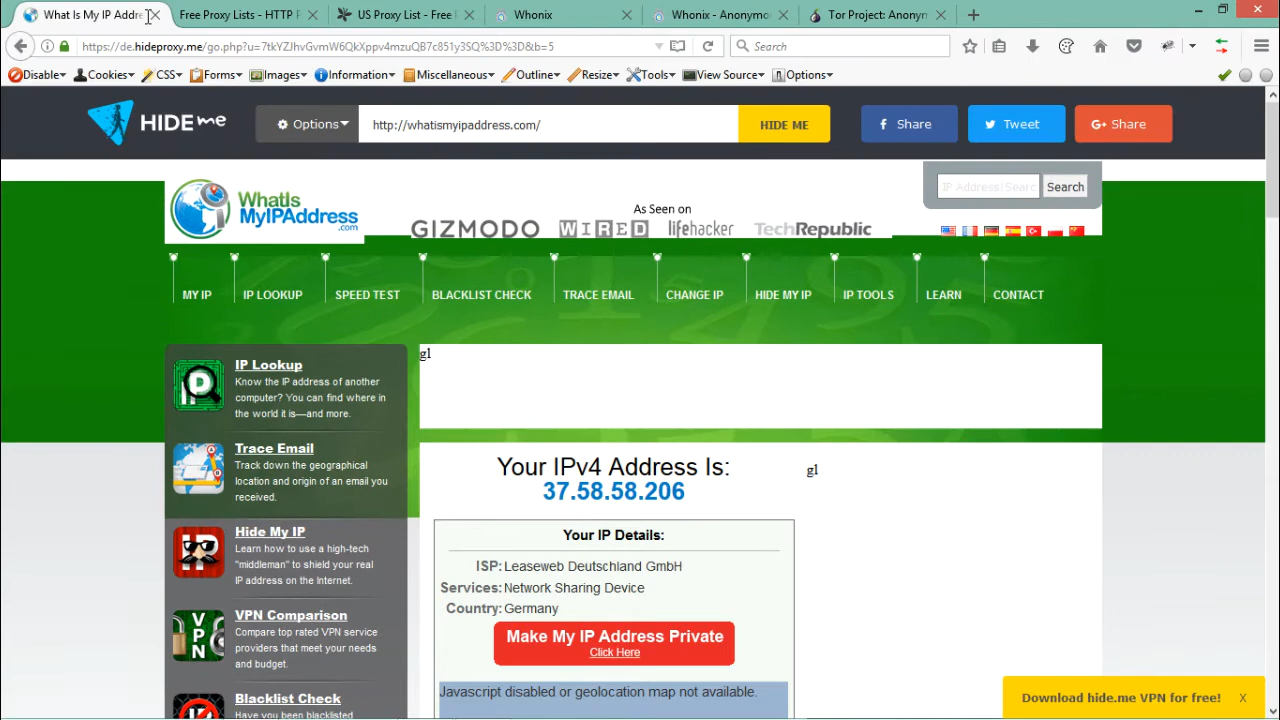 What Is My IP Addre
Free Proxy Lists - HTTP P
US Proxy List - Free
Whonix
Whonix - Anonymo
Tor Project: Anonym
https://de.hideproxy.me/go.php?u=7tkYZJfrvGvmW6QkXppv4mzuQB7c851y3SQ%3D%3D&b=5
Search
Disable Cookies CSS Forms Images Information Miscellaneous Outline Resize Tools View Source Options
HIDE me
Options
http://whatismyipaddress.com/
HIDE ME
Share
Tweet
G+ Share
WhatIs
MyIPAddress
.com
As Seen on
GIZMODO WIRED lifehacker TechRepublic
IP Address|Searc
Search
MY IP IP LOOKUP SPEED TEST BLACKLIST CHECK TRACE EMAIL CHANGE IP HIDE MY IP IP TOOLS LEARN CONTACT
IP Lookup
Know the IP address of another
computer? You can find where in
the world it is—and more.
Trace Email
Track down the geographical
location and origin of an email you
received.
Hide My IP
Learn how to use a high-tech
"middleman" to shield your real
IP address on the Internet.
VPN
VPN Comparison
Compare top rated VPN service
providers that meet your needs
and budget.
Blacklist Check
Have you been blacklisted
gl
Your IPv4 Address Is:
37.58.58.206
gl
Your IP Details:
ISP: Leaseweb Deutschland GmbH
Services: Network Sharing Device
Country: Germany
Make My IP Address Private
Click Here
Javascript disabled or geolocation map not available.
Download hide.me VPN for free! X